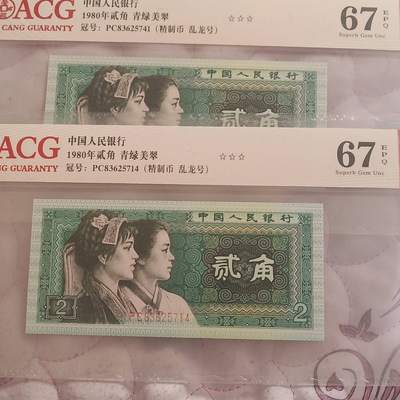 ACG
CANG GUARANTY
中国人民银行
1980年贰角 青绿美翠
冠号：PC83625741（精制币 乱龙号）
☆☆☆
67 EPQ
Superb Gem Unc
中国人民银行
贰角
ACG
CANG GUARANTY
中国人民银行
1980年贰角 青绿美翠
冠号：PC83625714（精制币 乱龙号）
☆☆☆
67 EPQ
Superb Gem Unc
中国人民银行
贰角
2
PC83625714
2